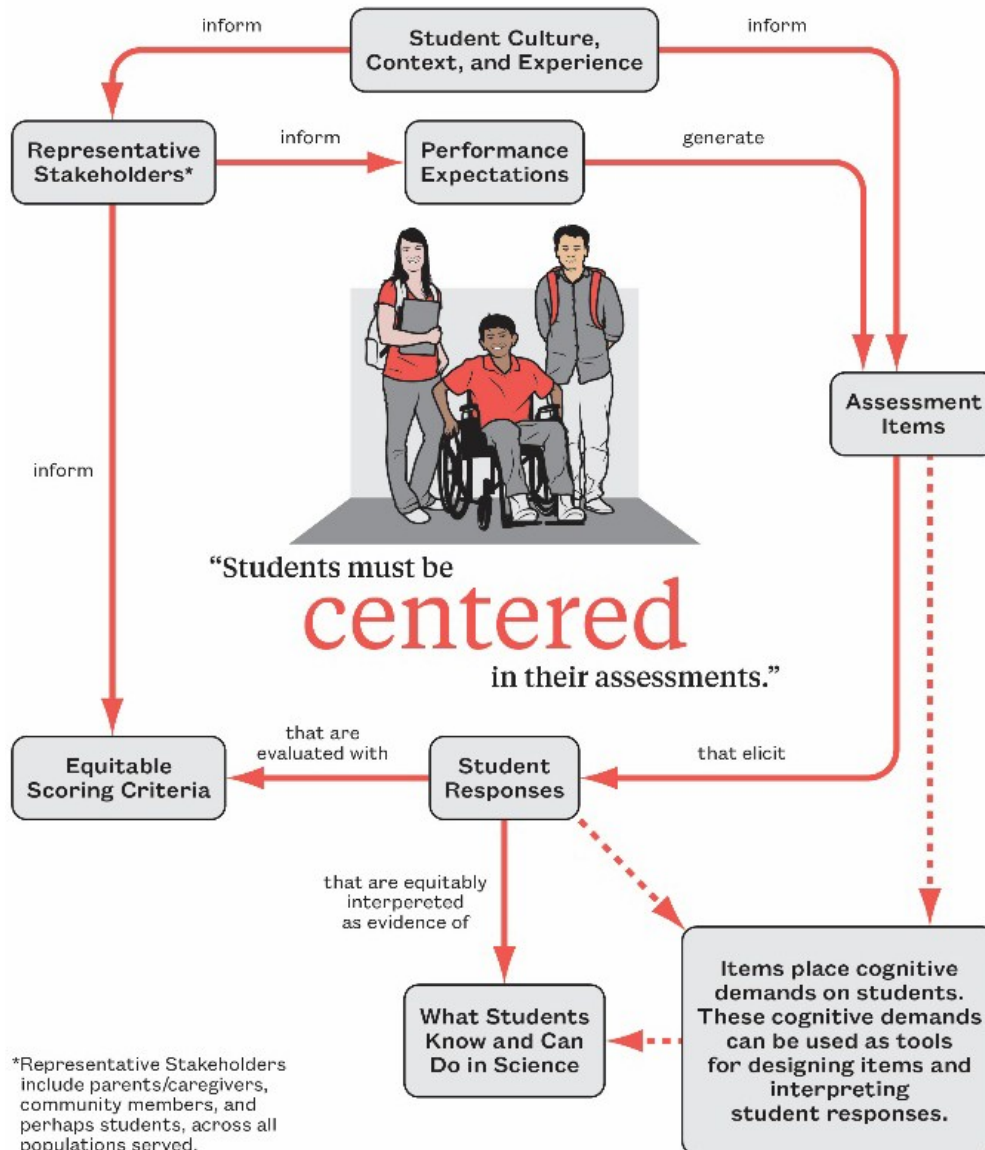 inform
Student Culture,
Context, and Experience
inform
Representative
Stakeholders*
inform
Performance
Expectations
generate
Assessment
Items
inform
“Students must be
centered
in their assessments.”
Equitable
Scoring Criteria
that are
evaluated with
Student
Responses
that elicit
that are equitably
interpereted
as evidence of
What Students
Know and Can
Do in Science
Items place cognitive
demands on students.
These cognitive demands
can be used as tools
for designing items and
interpreting
student responses.
*Representative Stakeholders
include parents/caregivers,
community members, and
perhaps students, across all
populations served.